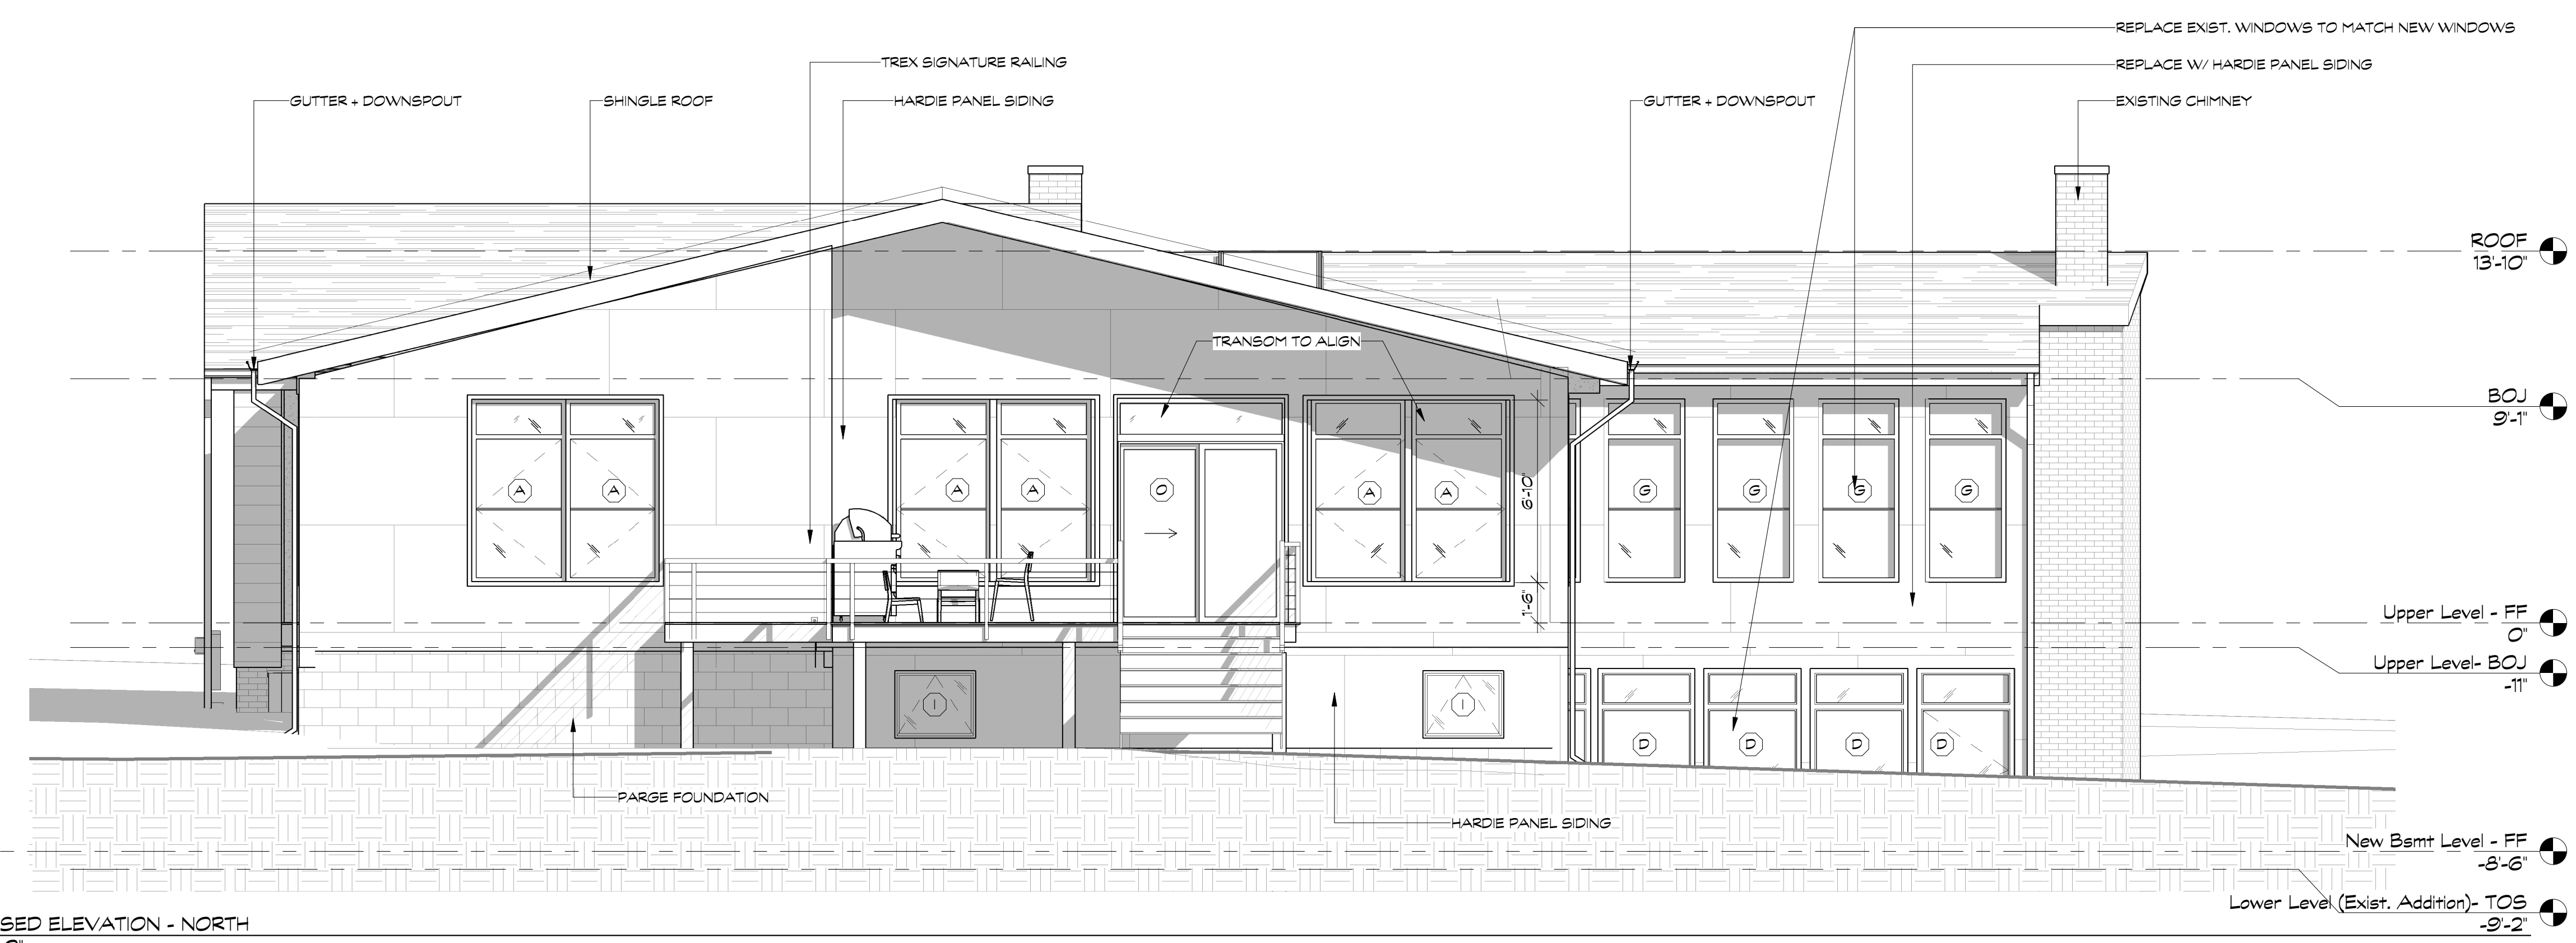 REPLACE EXIST. WINDOWS TO MATCH NEW WINDOWS
TREX SIGNATURE RAILING
REPLACE W/ HARDIE PANEL SIDING
GUTTER + DOWNSPOUT
SHINGLE ROOF
HARDIE PANEL SIDING
GUTTER + DOWNSPOUT
EXISTING CHIMNEY
ROOF
13'-10"
TRANSOM TO ALIGN
BOJ
9'-1"
A
A
A
A
O
A
A
6'-10"
G
G
G
G
1'-6"
Upper Level - FF
0"
Upper Level- BOJ
-11"
I
I
D
D
D
D
PARGE FOUNDATION
HARDIE PANEL SIDING
New Bsmt Level - FF
-8'-6"
Lower Level (Exist. Addition)- TOS
-9'-2"
SED ELEVATION - NORTH